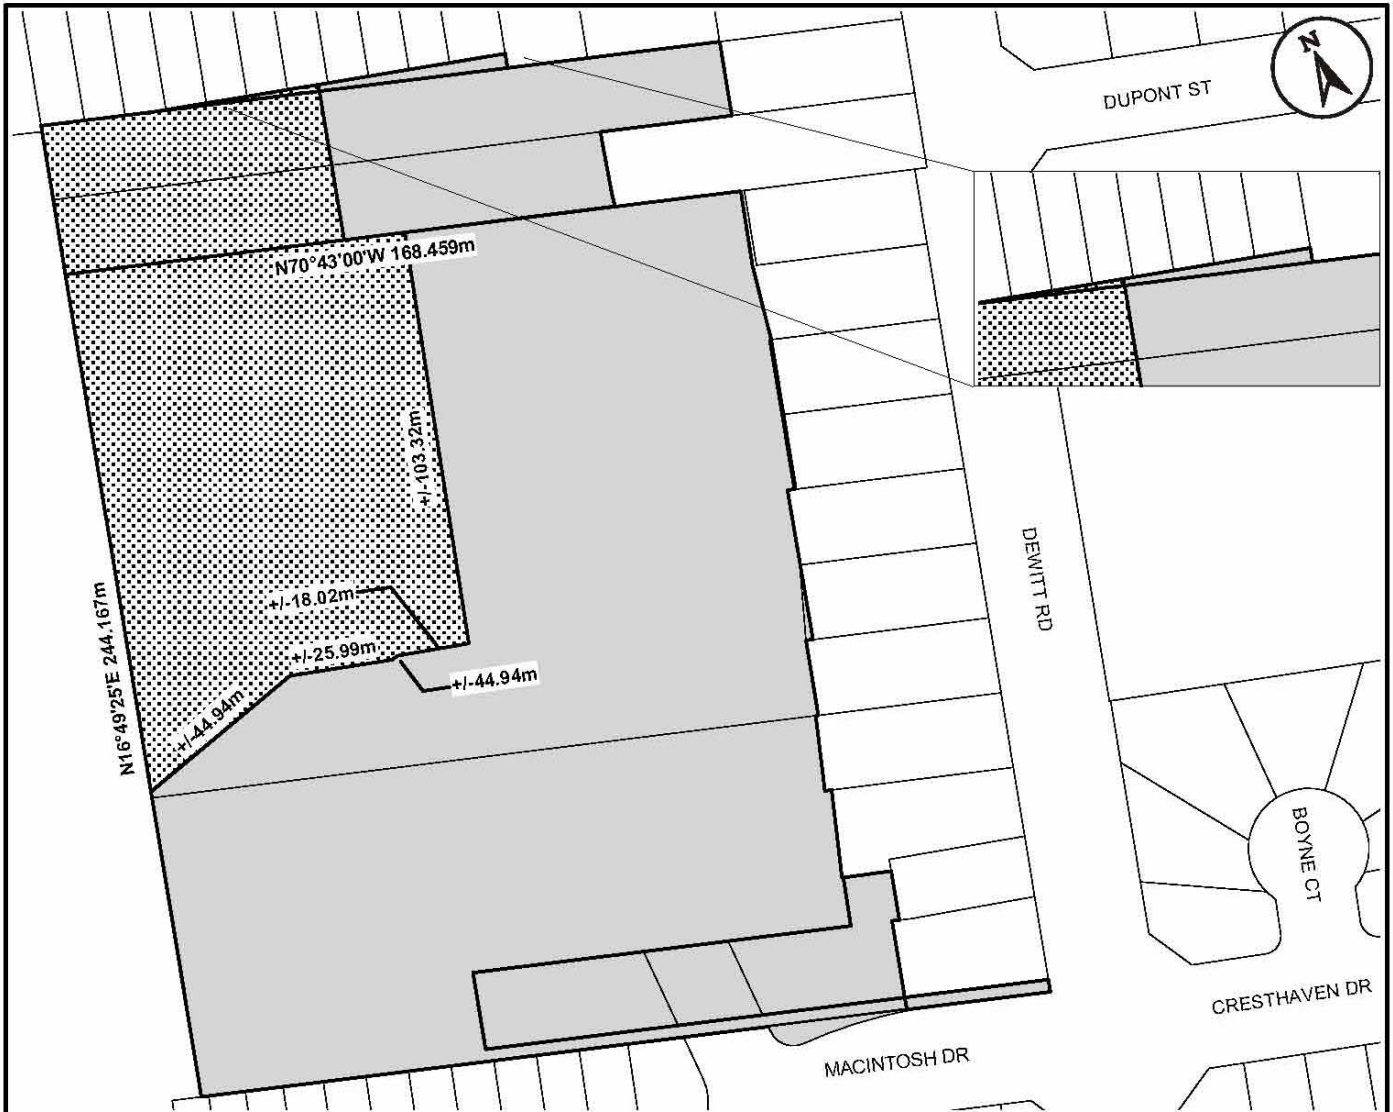 N
DUPONT ST
N70°43'00'W 168.459m
+/-103.32m
DEWITT RD
+/-18.02m
+/-25.99m
+/-44.94m
+/-44.94m
N16°49'25'E 244.167m
BOYNE CT
CRESTHAVEN DR
MACINTOSH DR